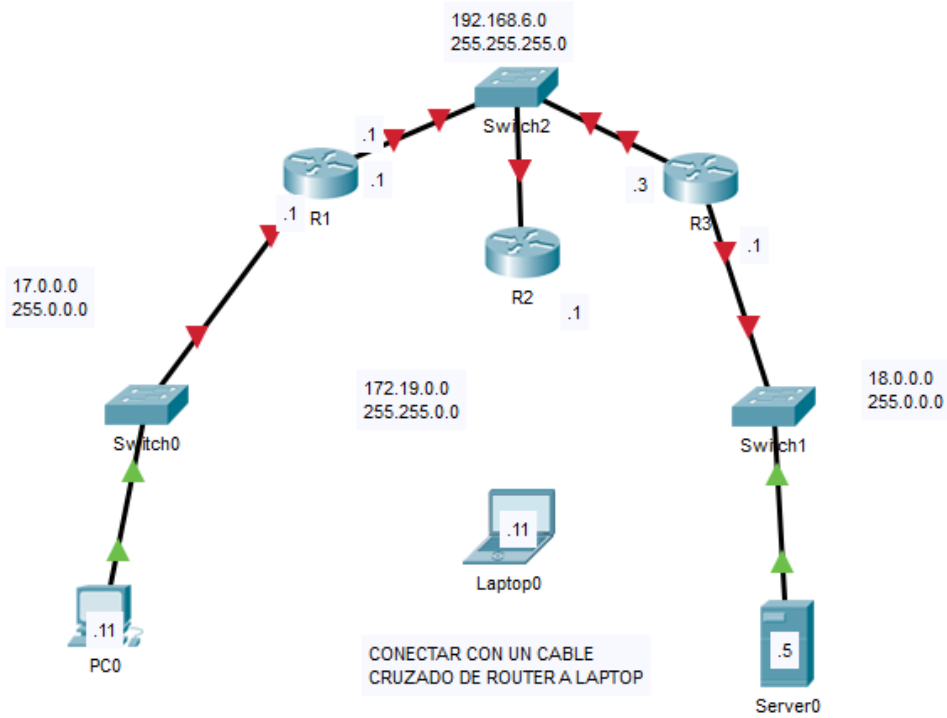 192.168.6.0
255.255.255.0
Switch2
.1
.1
R1
.1
.3
R3
.1
R2
.1
17.0.0.0
255.0.0.0
172.19.0.0
255.255.0.0
18.0.0.0
255.0.0.0
Switch0
Switch1
.11
Laptop0
.11
PC0
CONECTAR CON UN CABLE
CRUZADO DE ROUTER A LAPTOP
.5
Server0